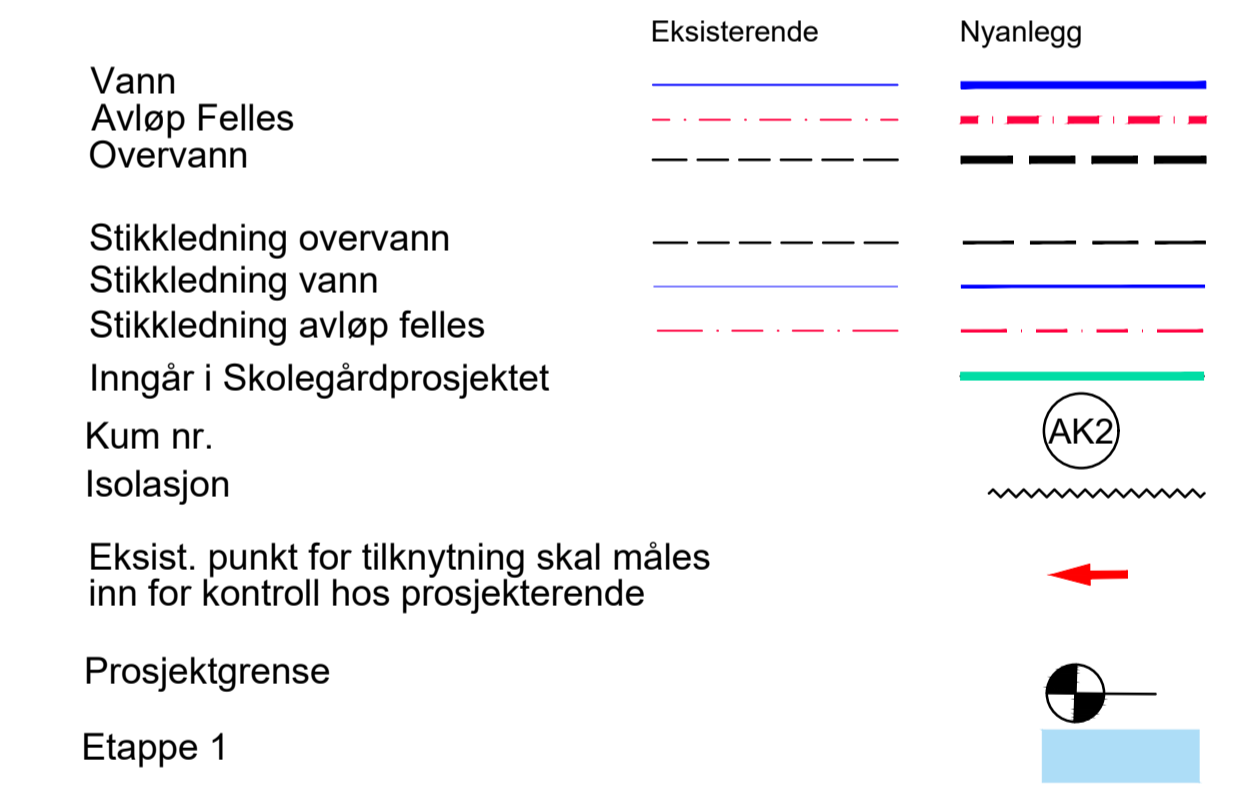 Eksisterende Nyanlegg
Vann
Avløp Felles
Overvann
Stikkledning overvann
Stikkledning vann
Stikkledning avløp felles
Inngår i Skolegårdprosjektet
Kum nr. AK2
Isolasjon
Eksist. punkt for tilknytning skal måles
inn for kontroll hos prosjekterende
Prosjektgrense
Etappe 1